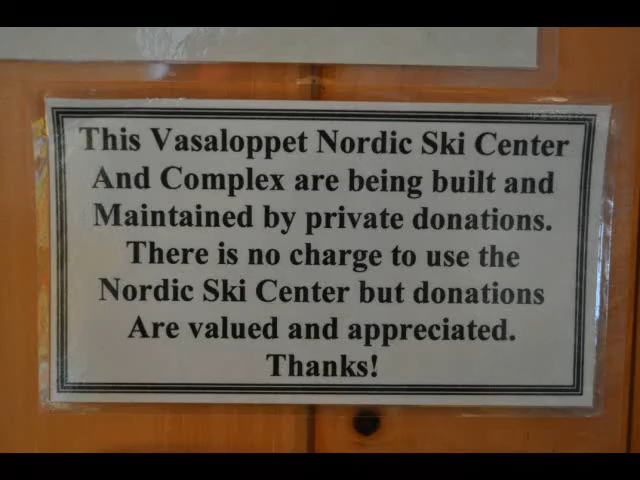 This Vasaloppet Nordic Ski Center
And Complex are being built and
Maintained by private donations.
There is no charge to use the
Nordic Ski Center but donations
Are valued and appreciated.
Thanks!